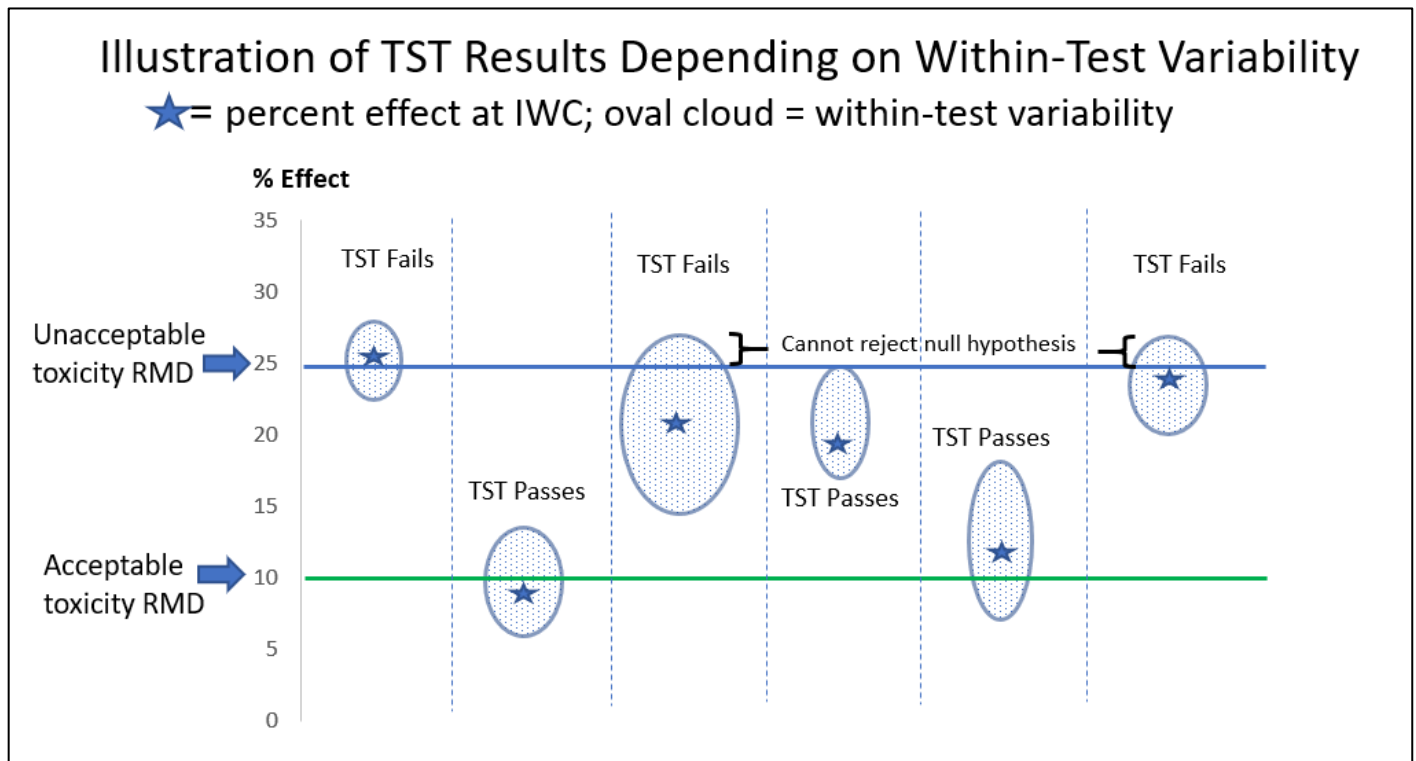 Illustration of TST Results Depending on Within-Test Variability
= percent effect at IWC; oval cloud = within-test variability
% Effect
35
30
25
20
15
10
5
0
Unacceptable
toxicity RMD
Acceptable
toxicity RMD
TST Fails
TST Passes
TST Fails
Cannot reject null hypothesis
TST Passes
TST Passes
TST Fails